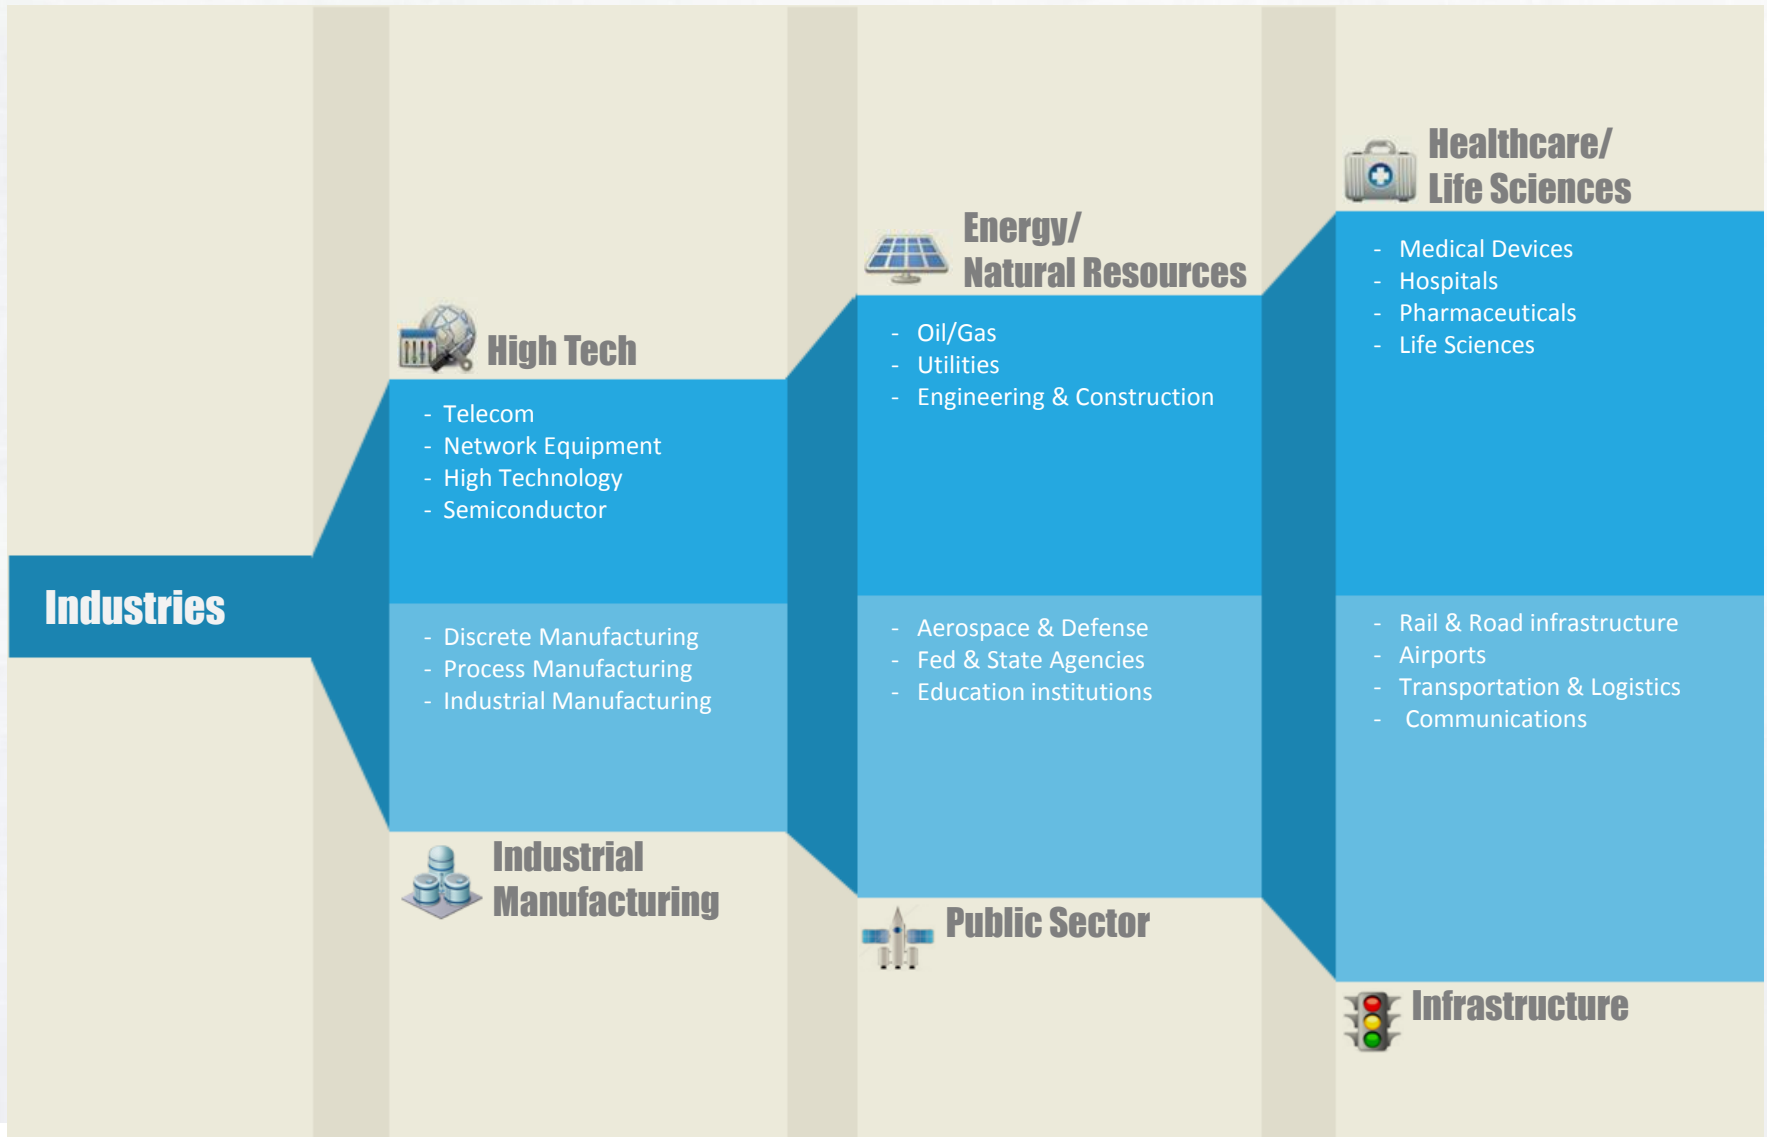 Industries
High Tech
- Telecom
- Network Equipment
- High Technology
- Semiconductor
- Discrete Manufacturing
- Process Manufacturing
- Industrial Manufacturing
Industrial
Manufacturing
Energy/
Natural Resources
- Oil/Gas
- Utilities
- Engineering & Construction
- Aerospace & Defense
- Fed & State Agencies
- Education institutions
Public Sector
Healthcare/
Life Sciences
- Medical Devices
- Hospitals
- Pharmaceuticals
- Life Sciences
- Rail & Road infrastructure
- Airports
- Transportation & Logistics
- Communications
Infrastructure